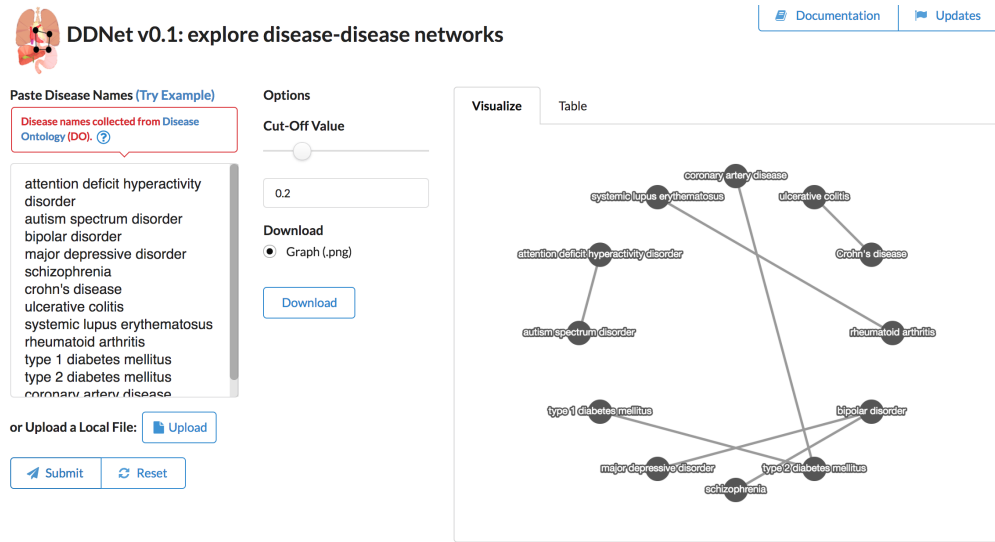 DDNet v0.1: explore disease-disease networks
Documentation
Updates
Paste Disease Names (Try Example)
Disease names collected from Disease
Ontology (DO). ?
attention deficit hyperactivity
disorder
autism spectrum disorder
bipolar disorder
major depressive disorder
schizophrenia
crohn's disease
ulcerative colitis
systemic lupus erythematosus
rheumatoid arthritis
type 1 diabetes mellitus
type 2 diabetes mellitus
coronary artery disease
or Upload a Local File:
Upload
Submit
Reset
Options
Cut-Off Value
0.2
Download
Graph (.png)
Download
Visualize
Table
coronary artery disease
systemic lupus erythematosus
ulcerative colitis
attention deficit hyperactivity disorder
Crohn's disease
autism spectrum disorder
rheumatoid arthritis
type 1 diabetes mellitus
bipolar disorder
major depressive disorder
type 2 diabetes mellitus
schizophrenia